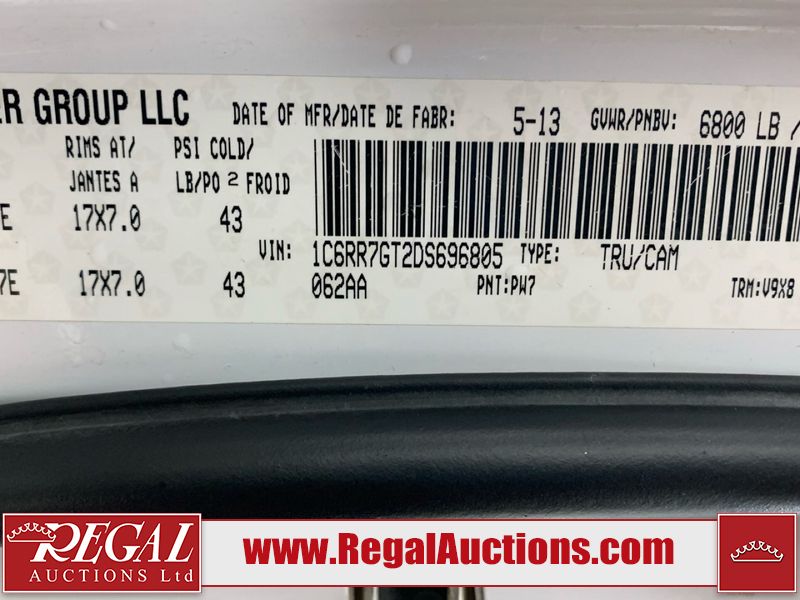 ER GROUP LLC DATE OF MFR/DATE DE FABR: 5-13 GVWR/PNBV: 6800 LB /
RIMS AT/ PSI COLD/
JANTES A LB/PO 2 FROID
E 17X7.0 43
VIN: 1C6RR7GT2DS696805 TYPE: TRU/CAM
7E 17X7.0 43 062AA PNT:PW7 TRM:V9X8
REGAL
AUCTIONS Ltd
www.RegalAuctions.com